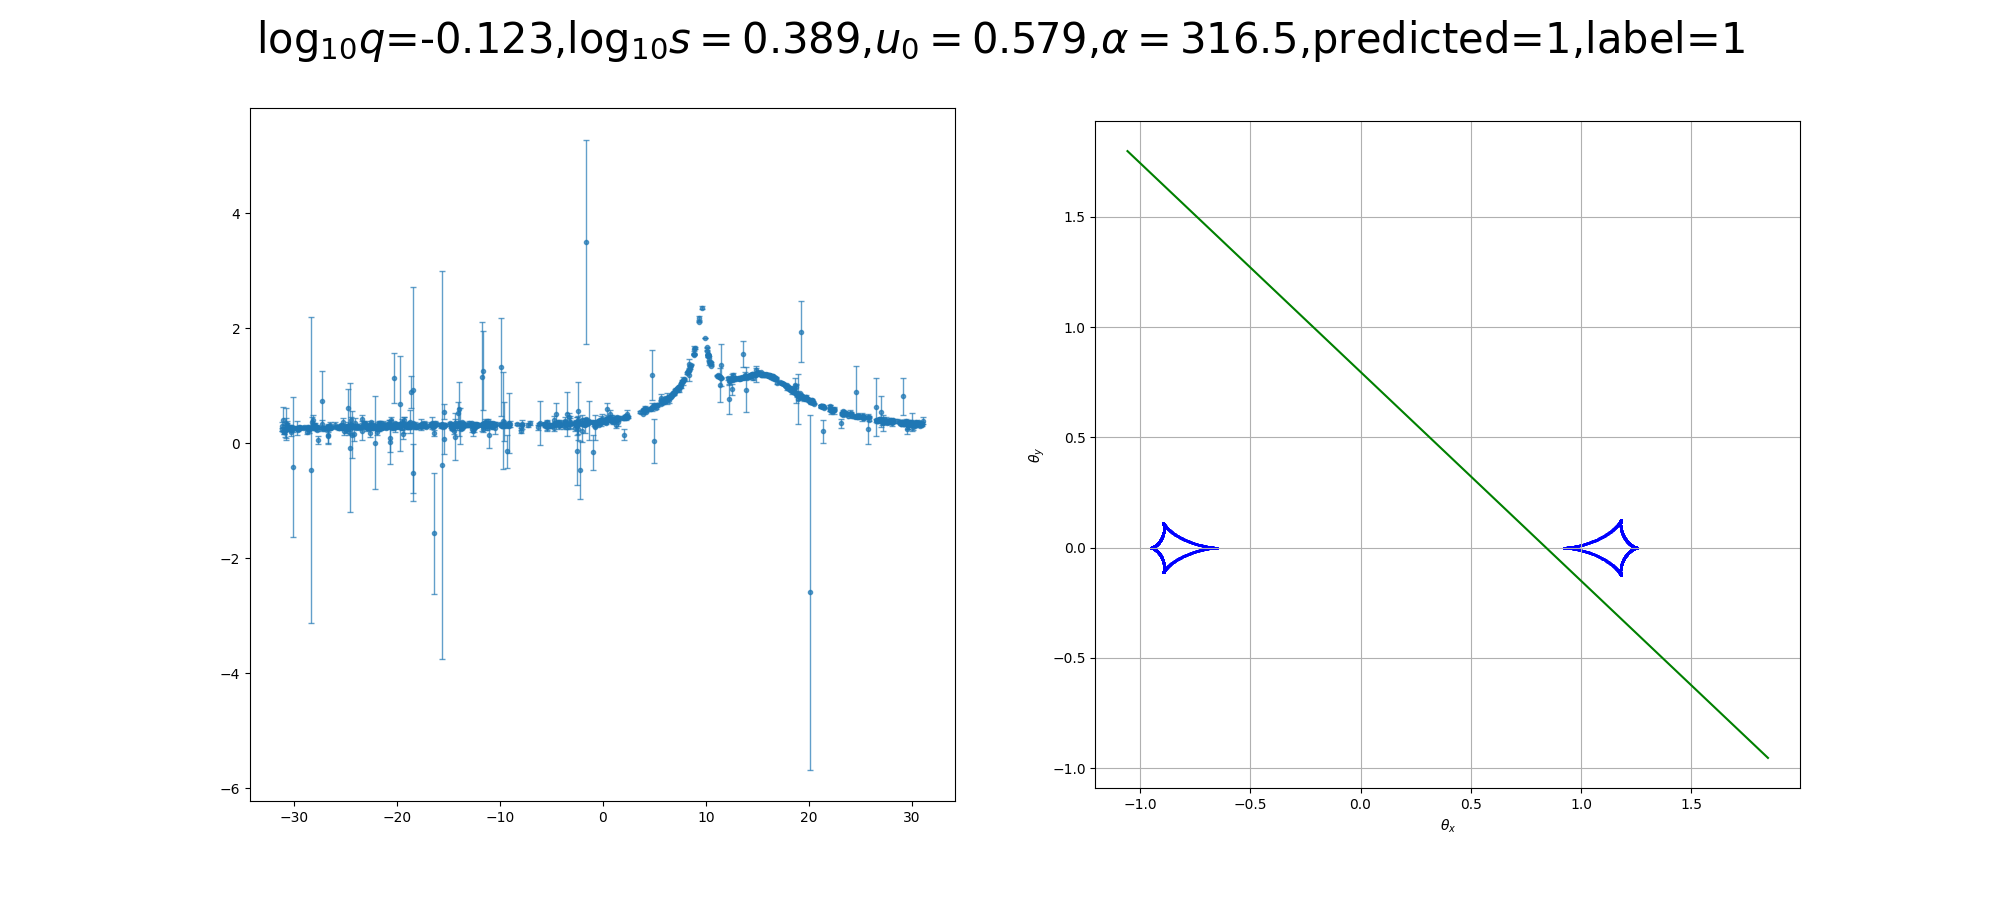 log₁₀q=-0.123,log₁₀s = 0.389,u₀ = 0.579,α = 316.5,predicted=1,label=1
4
2
0
−2
−4
−6
−30 −20 −10 0 10 20 30
1.5
1.0
0.5
0.0
−0.5
−1.0
θy
−1.0 −0.5 0.0 0.5 1.0 1.5
θx